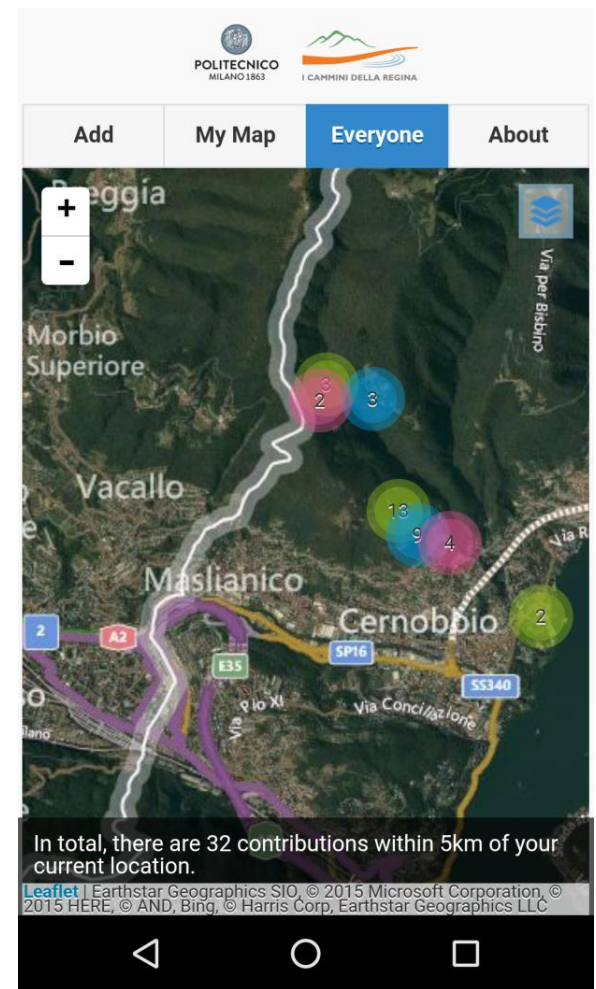 POLITECNICO
MILANO 1863
I CAMMINI DELLA REGINA
Add
My Map
Everyone
About
Breggia
+
-
Via per Bisbino
Morbio
Superiore
3
2
3
Vacallo
13
9
4
Via R
Maslianico
Cernobbio
2
2
A2
SP16
E35
SS340
Via Pio XI
Via Conciliazione
In total, there are 32 contributions within 5km of your
current location.
Leaflet | Earthstar Geographics SIO, © 2015 Microsoft Corporation, ©
2015 HERE, © AND, Bing, © Harris Corp, Earthstar Geographics LLC